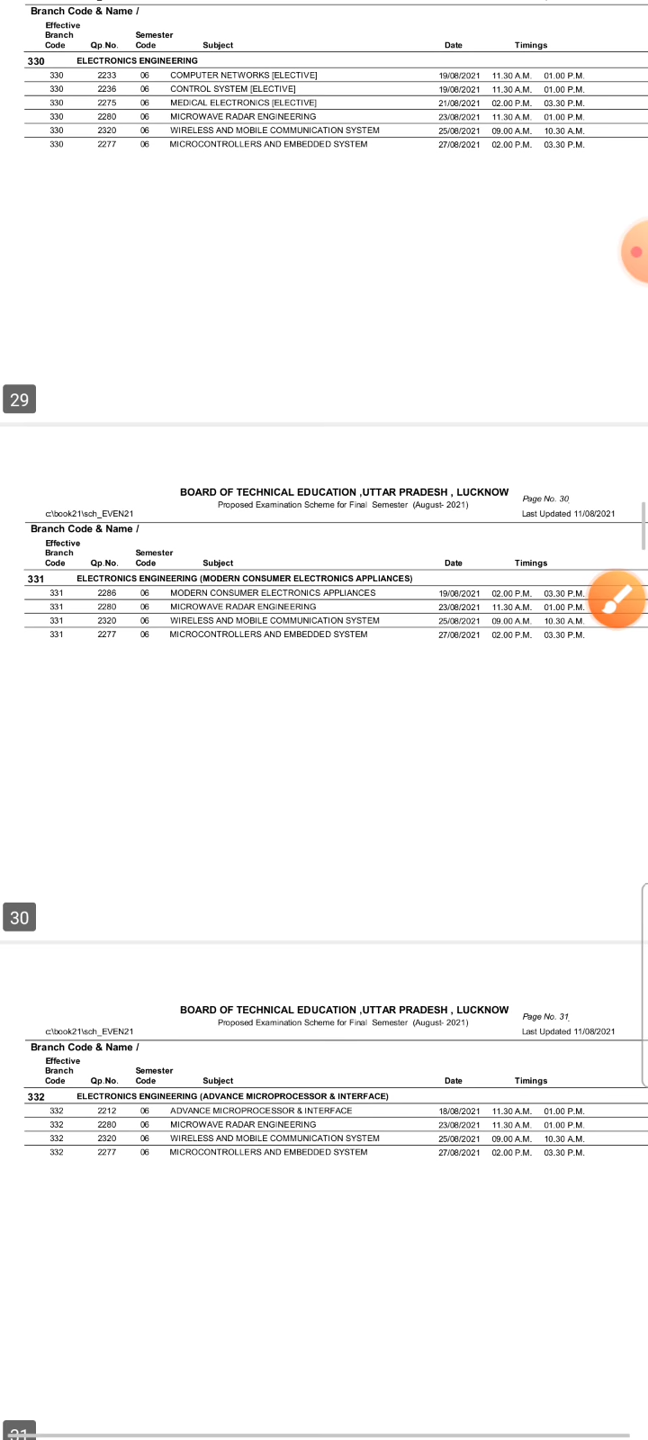 Branch Code & Name /
Effective
Branch Semester
Code Qp.No. Code Subject Date Timings
330 ELECTRONICS ENGINEERING
330 2233 06 COMPUTER NETWORKS [ELECTIVE] 19/08/2021 11.30 A.M. 01.00 P.M.
330 2236 06 CONTROL SYSTEM [ELECTIVE] 19/08/2021 11.30 A.M. 01.00 P.M.
330 2275 06 MEDICAL ELECTRONICS [ELECTIVE] 21/08/2021 02.00 P.M. 03.30 P.M.
330 2280 06 MICROWAVE RADAR ENGINEERING 23/08/2021 11.30 A.M. 01.00 P.M.
330 2320 06 WIRELESS AND MOBILE COMMUNICATION SYSTEM 25/08/2021 09.00 A.M. 10.30 A.M.
330 2277 06 MICROCONTROLLERS AND EMBEDDED SYSTEM 27/08/2021 02.00 P.M. 03.30 P.M.
29
BOARD OF TECHNICAL EDUCATION ,UTTAR PRADESH , LUCKNOW
Proposed Examination Scheme for Final Semester (August- 2021) Page No. 30
c:\book21\sch_EVEN21 Last Updated 11/08/2021
Branch Code & Name /
Effective
Branch Semester
Code Qp.No. Code Subject Date Timings
331 ELECTRONICS ENGINEERING (MODERN CONSUMER ELECTRONICS APPLIANCES)
331 2286 06 MODERN CONSUMER ELECTRONICS APPLIANCES 19/08/2021 02.00 P.M. 03.30 P.M.
331 2280 06 MICROWAVE RADAR ENGINEERING 23/08/2021 11.30 A.M. 01.00 P.M.
331 2320 06 WIRELESS AND MOBILE COMMUNICATION SYSTEM 25/08/2021 09.00 A.M. 10.30 A.M.
331 2277 06 MICROCONTROLLERS AND EMBEDDED SYSTEM 27/08/2021 02.00 P.M. 03.30 P.M.
30
BOARD OF TECHNICAL EDUCATION ,UTTAR PRADESH , LUCKNOW
Proposed Examination Scheme for Final Semester (August- 2021) Page No. 31
c:\book21\sch_EVEN21 Last Updated 11/08/2021
Branch Code & Name /
Effective
Branch Semester
Code Qp.No. Code Subject Date Timings
332 ELECTRONICS ENGINEERING (ADVANCE MICROPROCESSOR & INTERFACE)
332 2212 06 ADVANCE MICROPROCESSOR & INTERFACE 18/08/2021 11.30 A.M. 01.00 P.M.
332 2280 06 MICROWAVE RADAR ENGINEERING 23/08/2021 11.30 A.M. 01.00 P.M.
332 2320 06 WIRELESS AND MOBILE COMMUNICATION SYSTEM 25/08/2021 09.00 A.M. 10.30 A.M.
332 2277 06 MICROCONTROLLERS AND EMBEDDED SYSTEM 27/08/2021 02.00 P.M. 03.30 P.M.